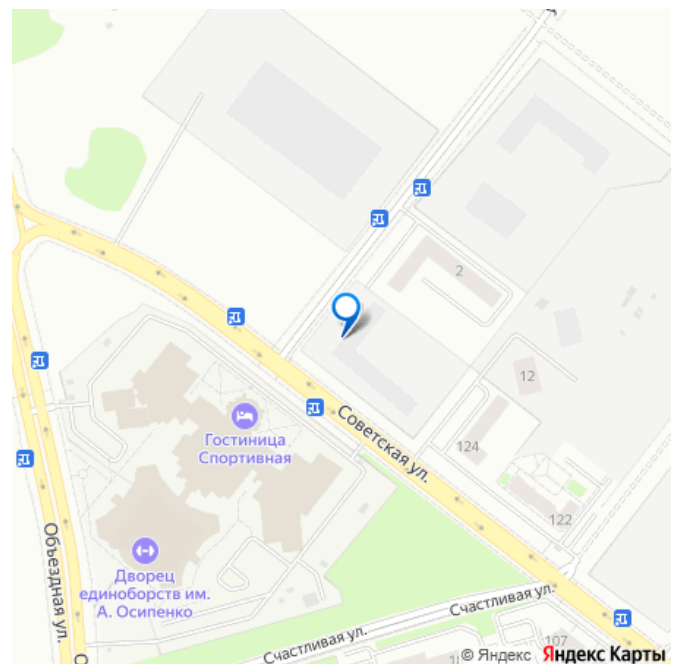 2
12
Советская ул.
Гостиница
Спортивная
124
122
Дворец
единоборств им.
А. Осипенко
Объездная ул.
Счастливая ул.
Счастливая ул.
107
© Яндекс Яндекс Карты